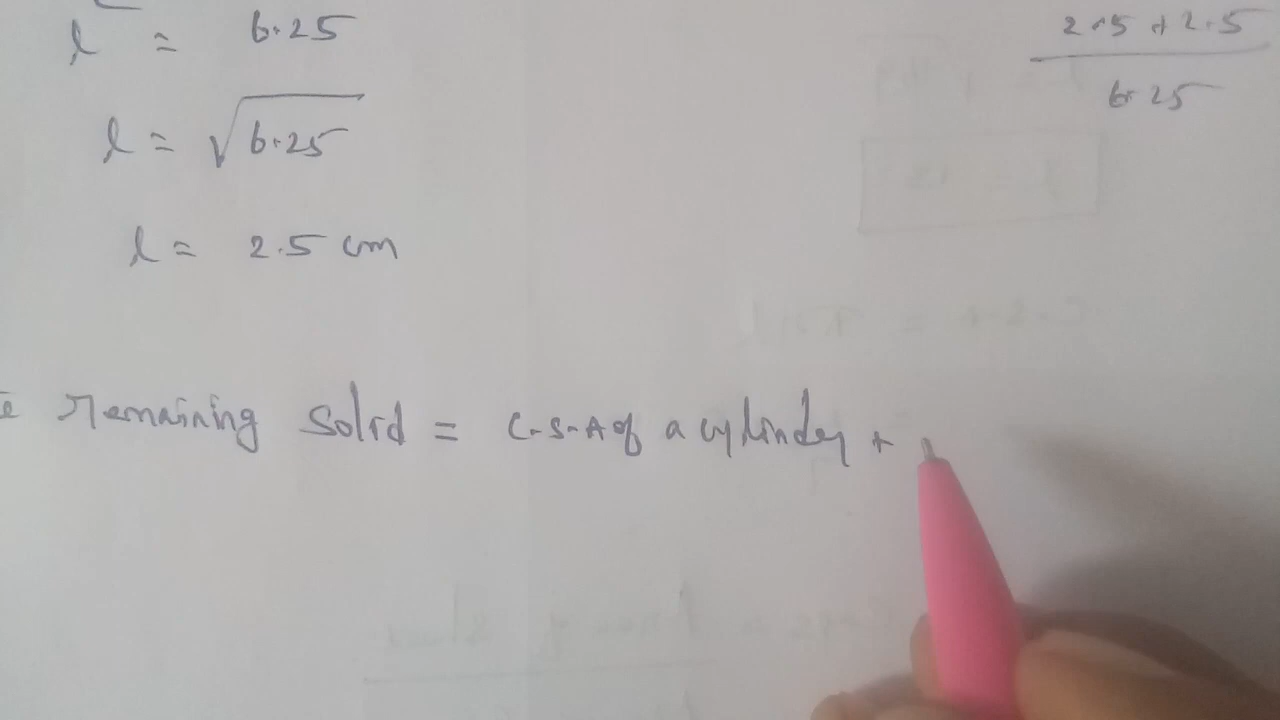 l = 6.25
2.5 + 2.5
6.25
l = √6.25
l = 2.5 cm
remaining solid = C.S.A of a cylinder +